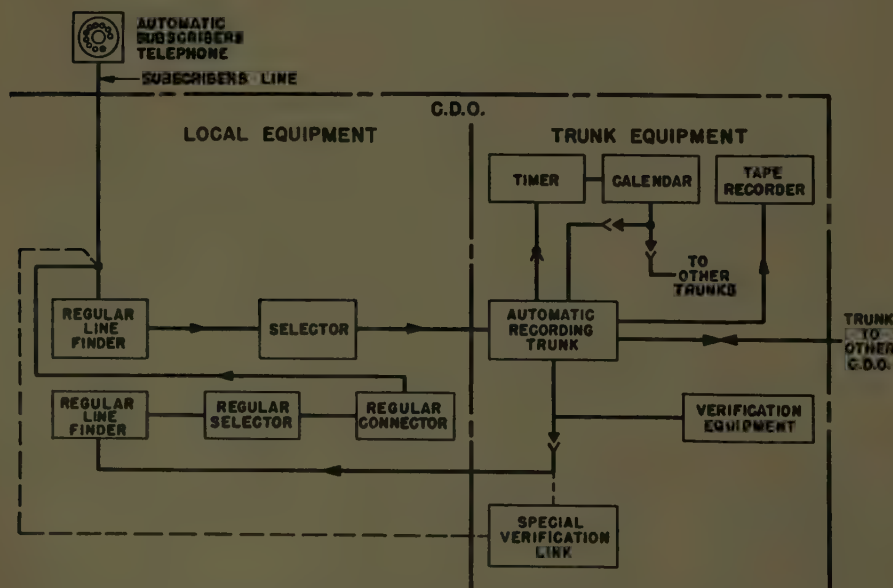 AUTOMATIC
SUBSCRIBERS
TELEPHONE
SUBSCRIBERS LINE
C.D.O.
LOCAL EQUIPMENT
TRUNK EQUIPMENT
TIMER
CALENDAR
TAPE
RECORDER
TO
OTHER
TRUNKS
REGULAR
LINE
FINDER
SELECTOR
AUTOMATIC
RECORDING
TRUNK
TRUNK
TO
OTHER
C.D.O.
REGULAR
LINE
FINDER
REGULAR
SELECTOR
REGULAR
CONNECTOR
VERIFICATION
EQUIPMENT
SPECIAL
VERIFICATION
LINK